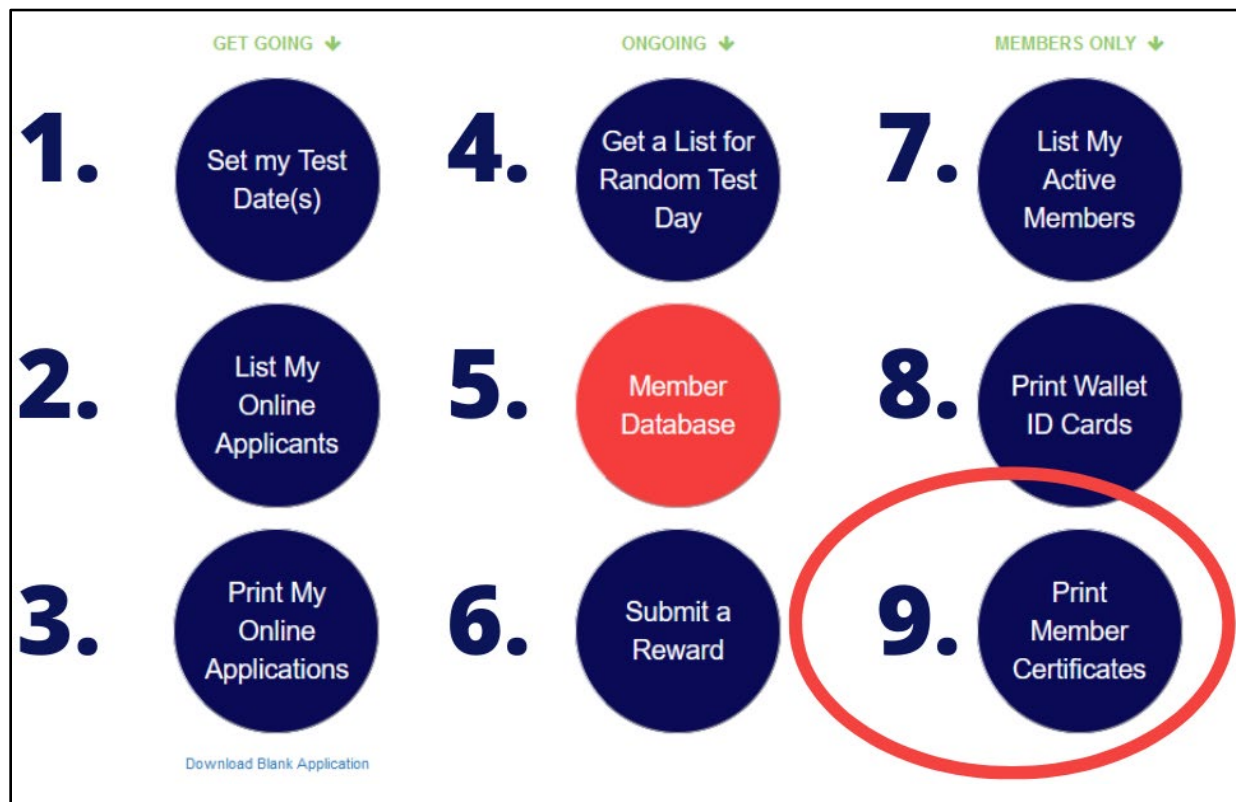 GET GOING
1.
Set my Test
Date(s)
2.
List My
Online
Applicants
3.
Print My
Online
Applications
Download Blank Application
ONGOING
4.
Get a List for
Random Test
Day
5.
Member
Database
6.
Submit a
Reward
MEMBERS ONLY
7.
List My
Active
Members
8.
Print Wallet
ID Cards
9.
Print
Member
Certificates